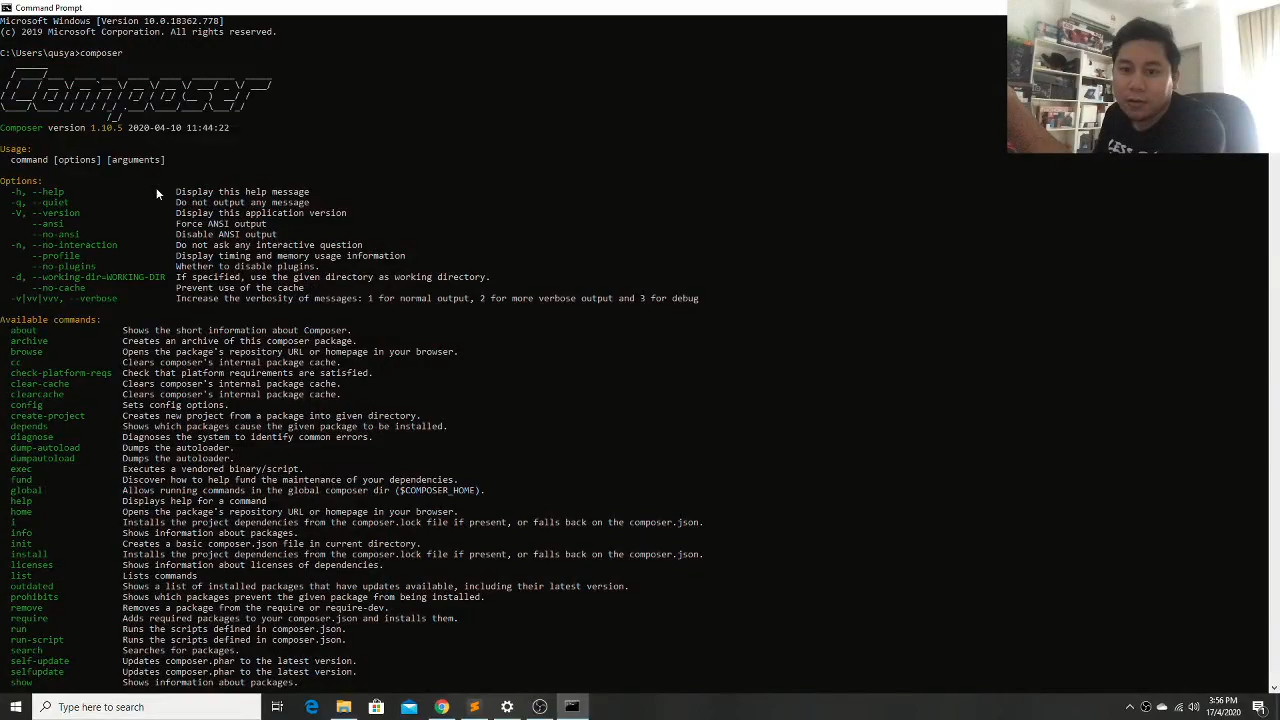 Command Prompt
Microsoft Windows [Version 10.0.18362.778]
(c) 2019 Microsoft Corporation. All rights reserved.
C:\Users\qusya>composer
Composer
Composer version 1.10.5 2020-04-10 11:44:22
Usage:
command [options] [arguments]
Options:
-h, --help Display this help message
-q, --quiet Do not output any message
-V, --version Display this application version
--ansi Force ANSI output
--no-ansi Disable ANSI output
-n, --no-interaction Do not ask any interactive question
--profile Display timing and memory usage information
--no-plugins Whether to disable plugins.
-d, --working-dir=WORKING-DIR If specified, use the given directory as working directory.
--no-cache Prevent use of the cache
-v|vv|vvv, --verbose Increase the verbosity of messages: 1 for normal output, 2 for more verbose output and 3 for debug
Available commands:
about Shows the short information about Composer.
archive Creates an archive of this composer package.
browse Opens the package's repository URL or homepage in your browser.
cc Clears composer's internal package cache.
check-platform-reqs Check that platform requirements are satisfied.
clear-cache Clears composer's internal package cache.
clearcache Clears composer's internal package cache.
config Sets config options.
create-project Creates new project from a package into given directory.
depends Shows which packages cause the given package to be installed.
diagnose Diagnoses the system to identify common errors.
dump-autoload Dumps the autoloader.
dumpautoload Dumps the autoloader.
exec Executes a vendored binary/script.
fund Discover how to help fund the maintenance of your dependencies.
global Allows running commands in the global composer dir ($COMPOSER_HOME).
help Displays help for a command
home Opens the package's repository URL or homepage in your browser.
i Installs the project dependencies from the composer.lock file if present, or falls back on the composer.json.
info Shows information about packages.
init Creates a basic composer.json file in current directory.
install Installs the project dependencies from the composer.lock file if present, or falls back on the composer.json.
licenses Shows information about licenses of dependencies.
list Lists commands
outdated Shows a list of installed packages that have updates available, including their latest version.
prohibits Shows which packages prevent the given package from being installed.
remove Removes a package from the require or require-dev.
require Adds required packages to your composer.json and installs them.
run Runs the scripts defined in composer.json.
run-script Runs the scripts defined in composer.json.
search Searches for packages.
self-update Updates composer.phar to the latest version.
selfupdate Updates composer.phar to the latest version.
show Shows information about packages.
Type here to search
3:56 PM
17/4/2020